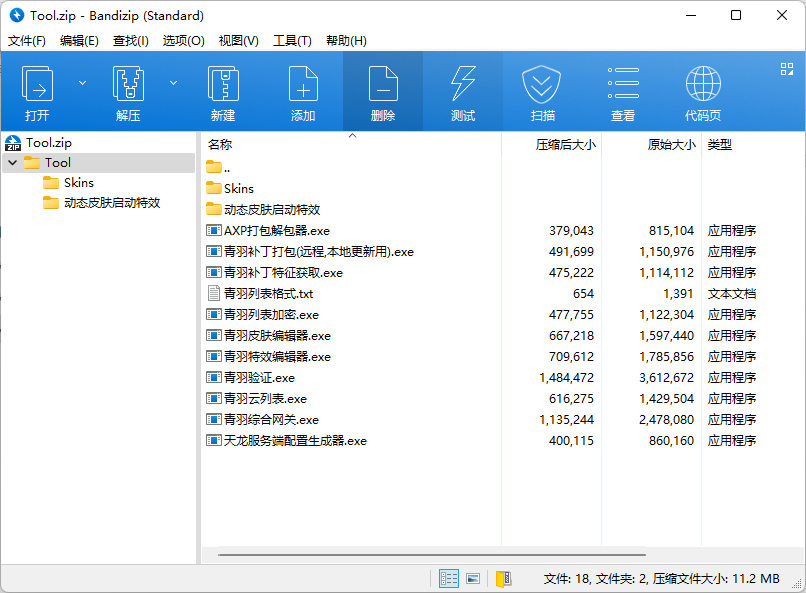 Tool.zip - Bandizip (Standard)
文件(F) 编辑(E) 查找(I) 选项(O) 视图(V) 工具(T) 帮助(H)
打开 解压 新建 添加 删除 测试 扫描 查看 代码页
ZIP Tool.zip
Tool
Skins
动态皮肤启动特效
名称 压缩后大小 原始大小 类型
..
Skins
动态皮肤启动特效
AXP打包解包器.exe 379,043 815,104 应用程序
青羽补丁打包(远程,本地更新用).exe 491,699 1,150,976 应用程序
青羽补丁特征获取.exe 475,222 1,114,112 应用程序
青羽列表格式.txt 654 1,391 文本文档
青羽列表加密.exe 477,755 1,122,304 应用程序
青羽皮肤编辑器.exe 667,218 1,597,440 应用程序
青羽特效编辑器.exe 709,612 1,785,856 应用程序
青羽验证.exe 1,484,472 3,612,672 应用程序
青羽云列表.exe 616,275 1,429,504 应用程序
青羽综合网关.exe 1,135,244 2,478,080 应用程序
天龙服务端配置生成器.exe 400,115 860,160 应用程序
文件: 18, 文件夹: 2, 压缩文件大小: 11.2 MB